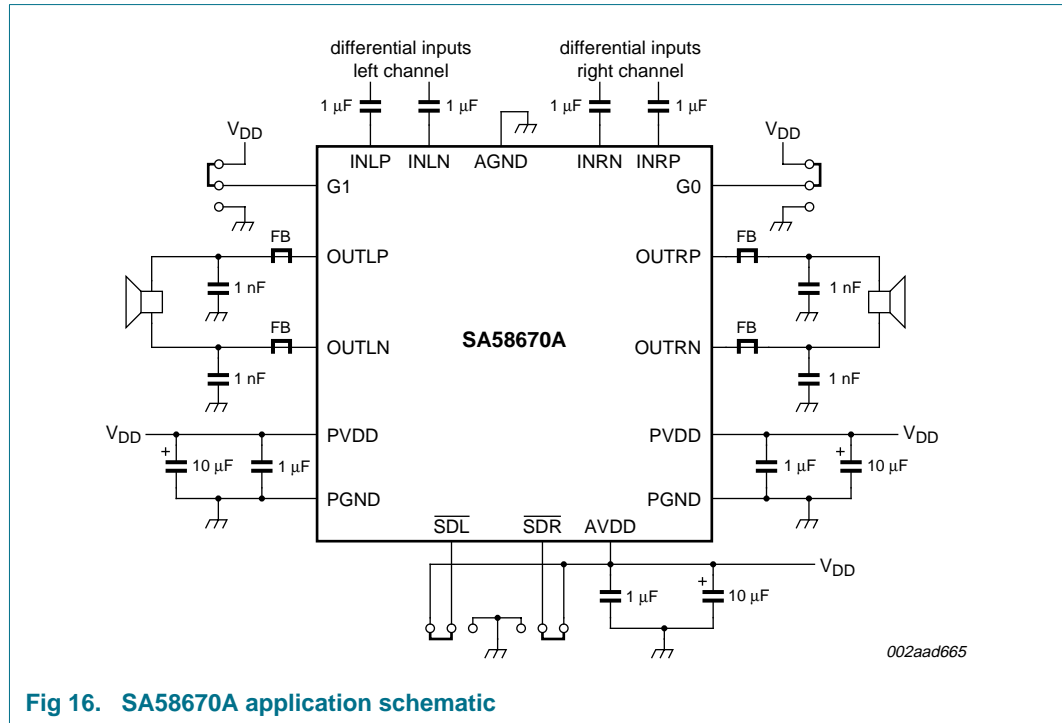 differential inputs
left channel
differential inputs
right channel
1 μF
1 μF
1 μF
1 μF
VDD
VDD
INLP
INLN
AGND
INRN
INRP
G1
G0
FB
FB
OUTLP
OUTRP
1 nF
1 nF
FB
SA58670A
FB
OUTLN
OUTRN
1 nF
1 nF
VDD
PVDD
PVDD
VDD
+
10 μF
1 μF
1 μF
+
10 μF
PGND
PGND
SDL
SDR
AVDD
VDD
1 μF
+
10 μF
002aad665
Fig 16. SA58670A application schematic